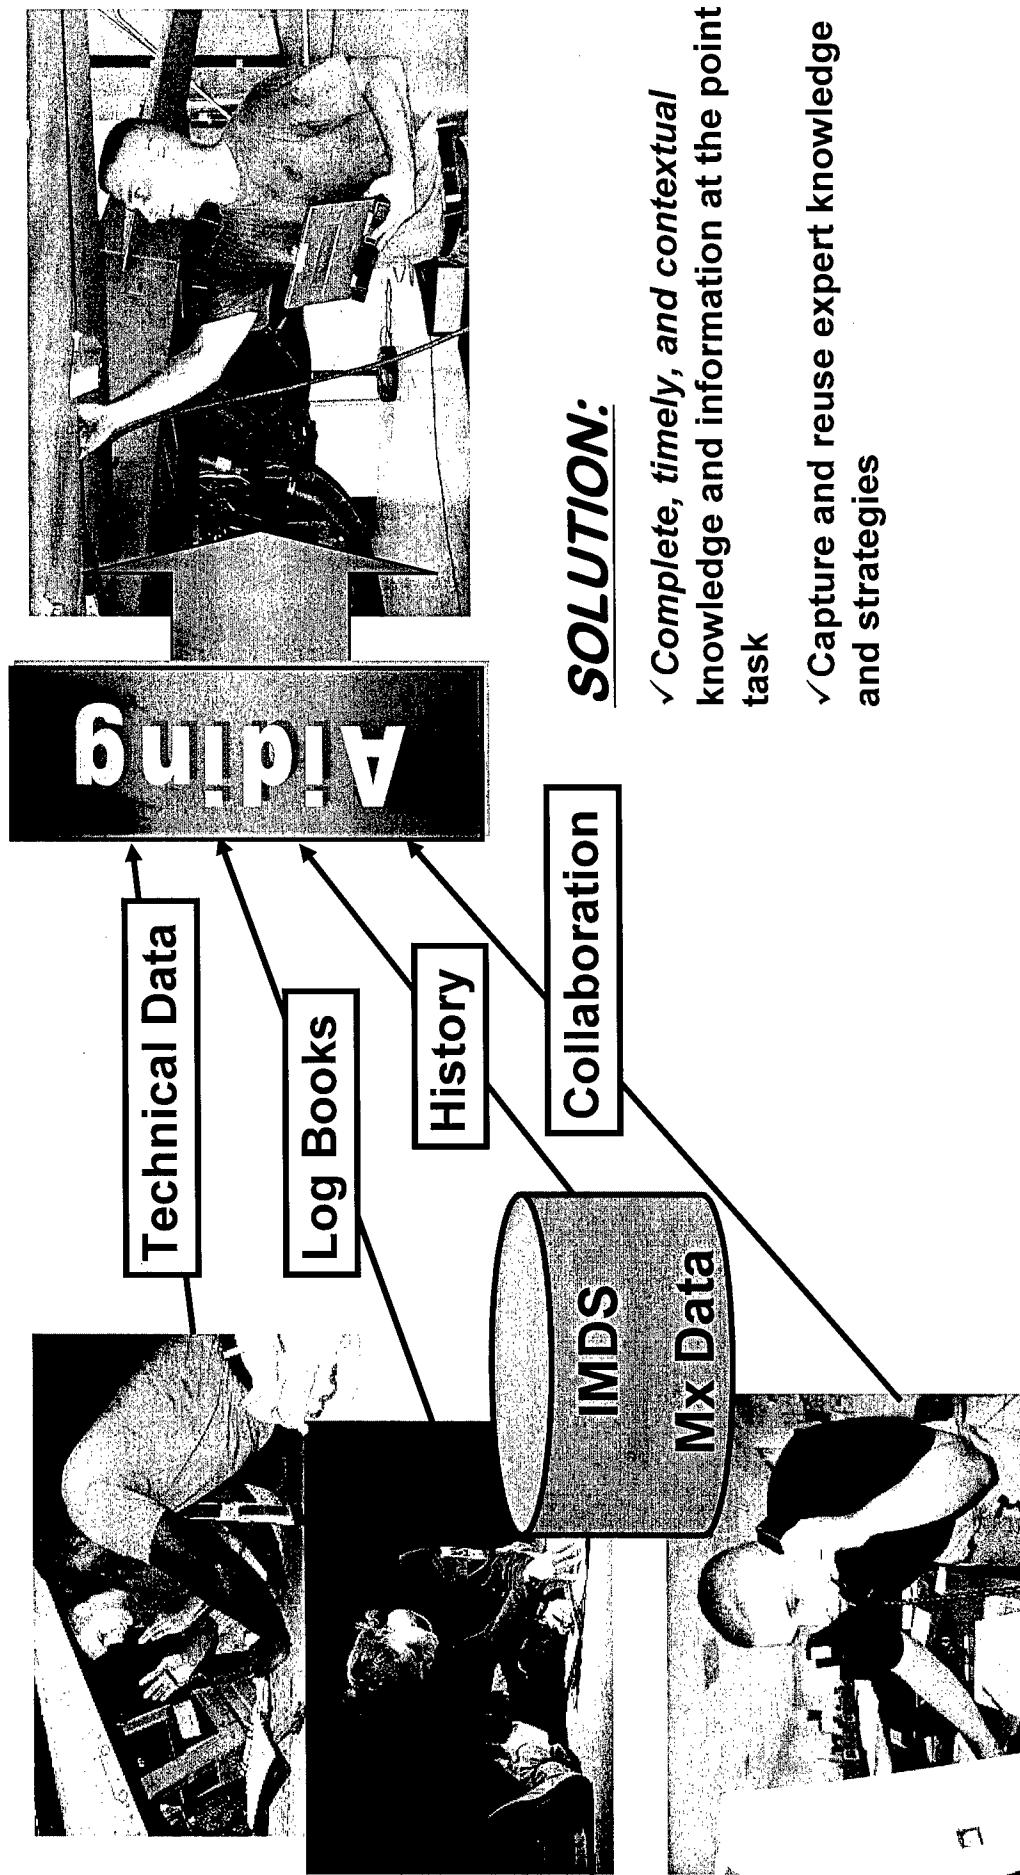 Technical Data
Log Books
History
Collaboration
IMDS
Mx Data
Aiding
SOLUTION:
✓Complete, timely, and contextual
knowledge and information at the point
task
✓Capture and reuse expert knowledge
and strategies